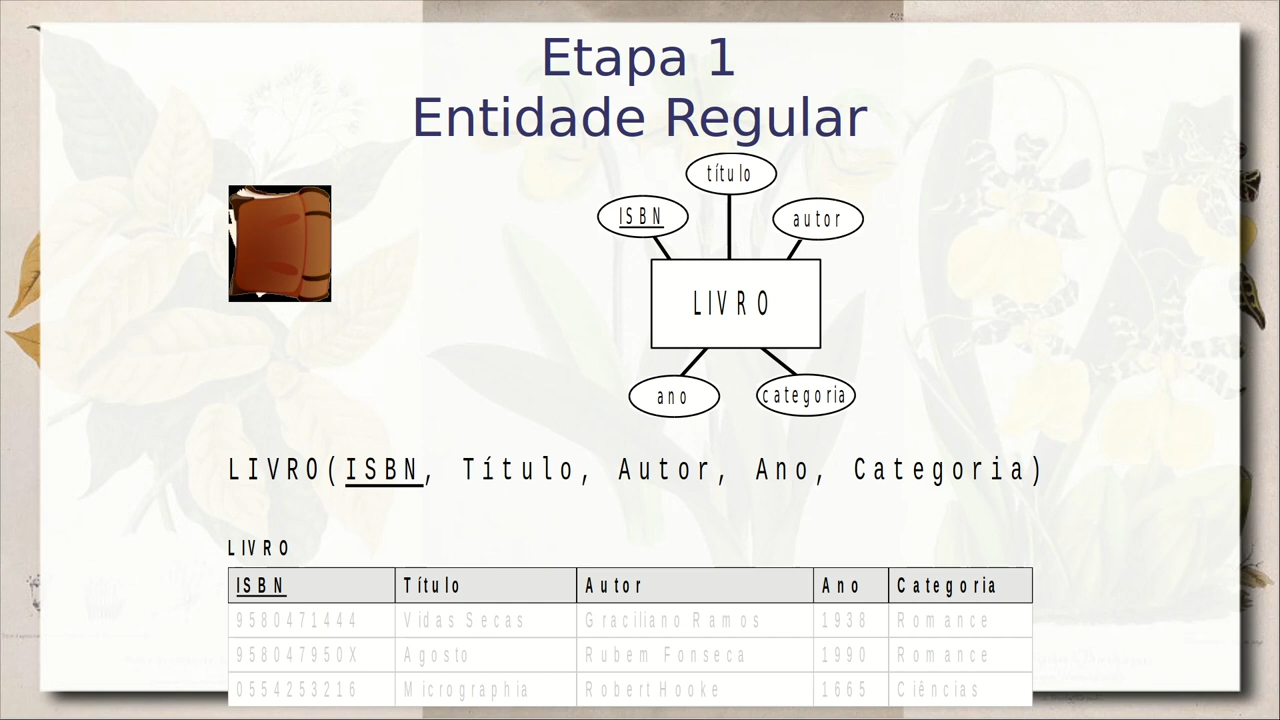 Etapa 1
Entidade Regular
título
ISBN
autor
LIVRO
ano
categoria
LIVRO(ISBN, Título, Autor, Ano, Categoria)
LIVRO
ISBN Título Autor Ano Categoria
9580471444 Vidas Secas Graciliano Ramos 1938 Romance
958047950X Agosto Rubem Fonseca 1990 Romance
0554253216 Micrographia Robert Hooke 1665 Ciências